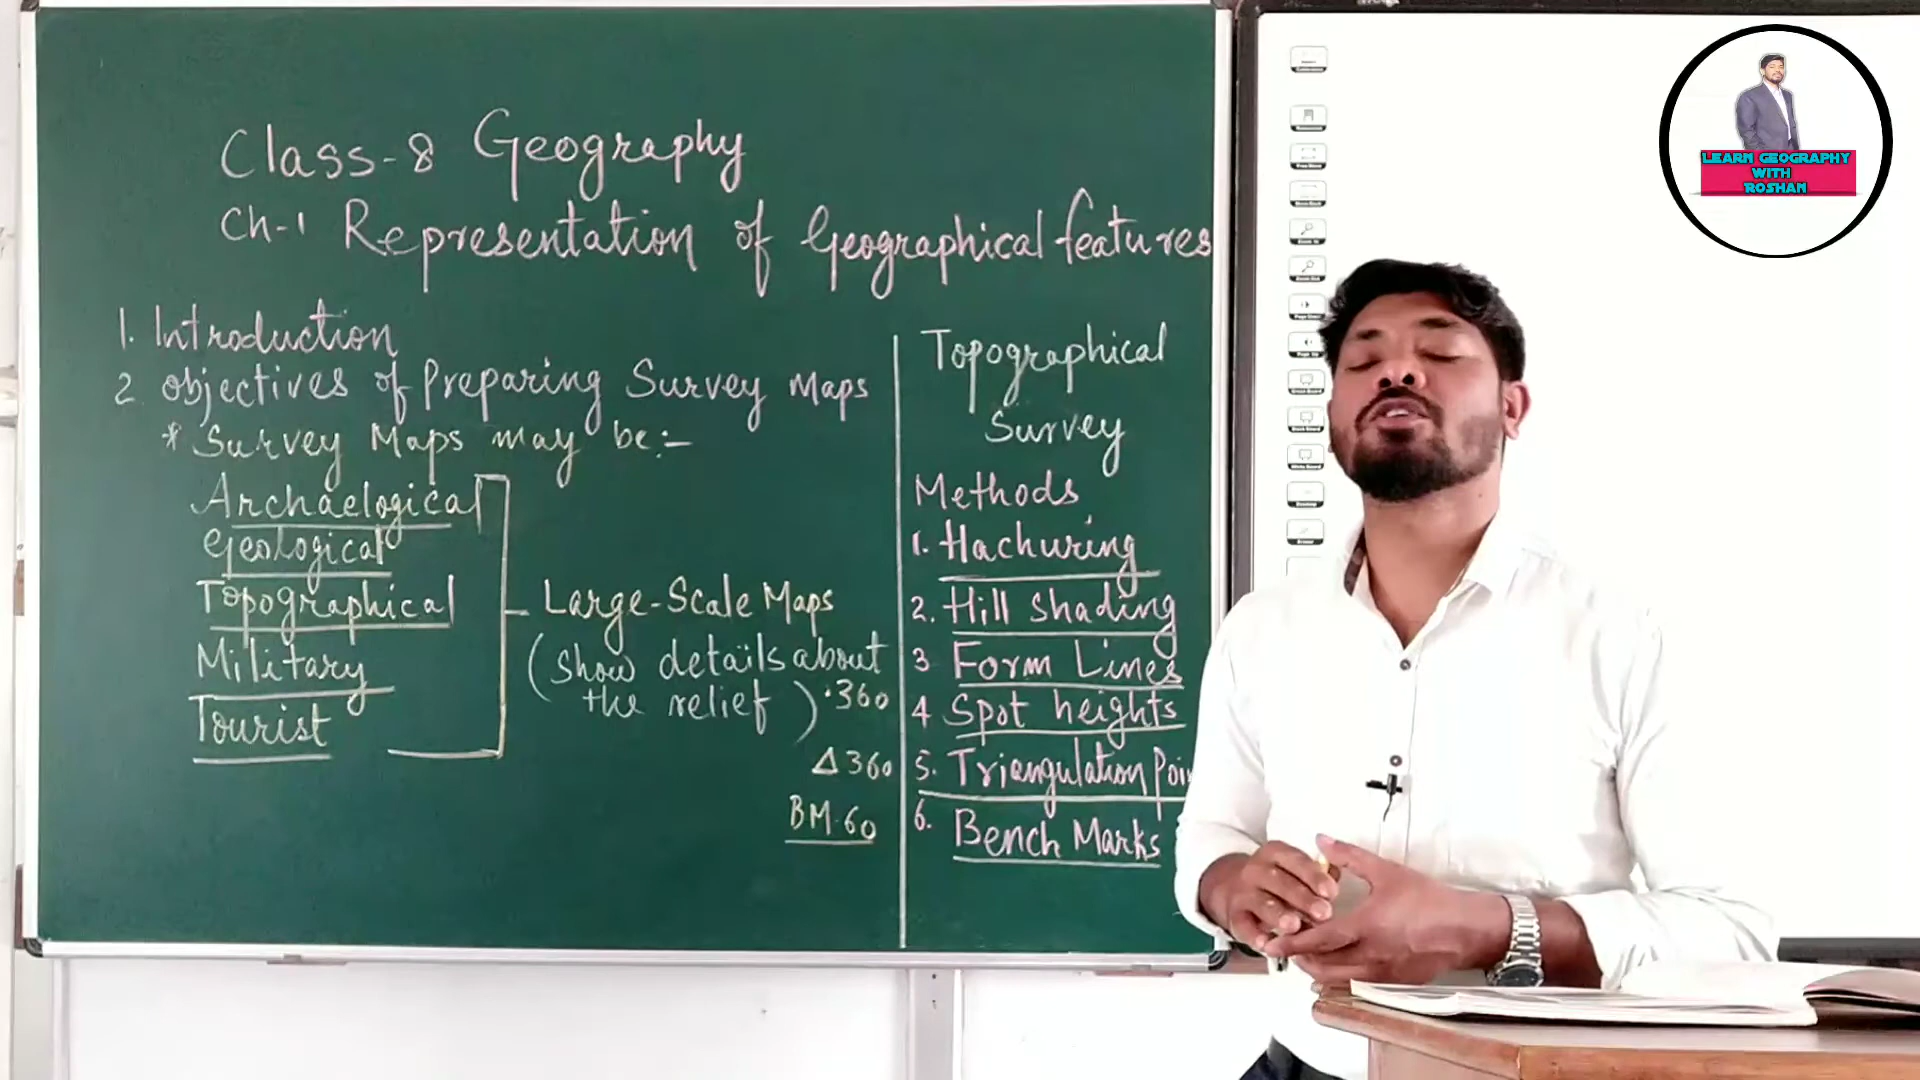 Class-8 Geography
Ch-1 Representation of Geographical features
1. Introduction
2. Objectives of Preparing Survey Maps
* Survey Maps may be:-
Archaelogical
Geological
Topographical
Military
Tourist
Large-Scale Maps
(Show details about
the relief)
.360
Δ360
BM.60
Topographical
Survey
Methods
1. Hachuring
2. Hill shading
3 Form Lines
4 Spot heights
5. Triangulation Poi
6. Bench Marks
LEARN GEOGRAPHY
WITH
ROSHAN